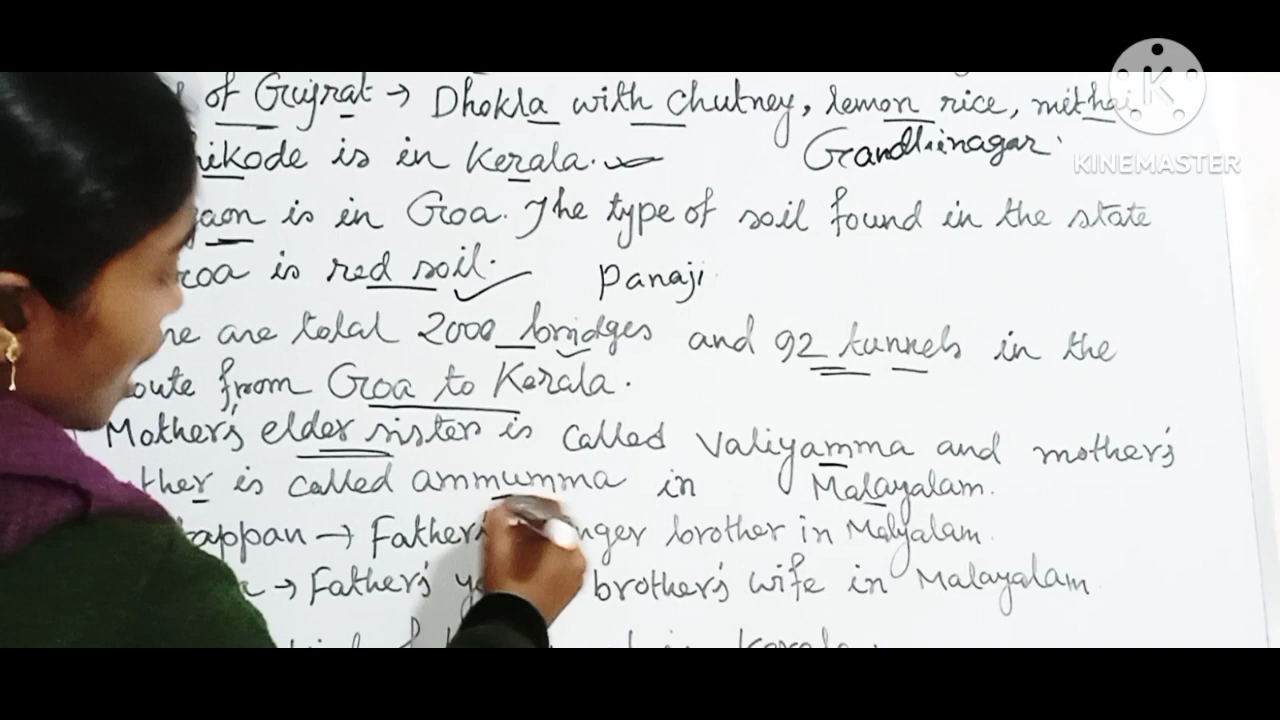 of Gujrat → Dhokla with chutney, lemon rice, mithai
Gandhinagar.
ikode is in Kerala.
KINEMASTER
gaon is in Goa. The type of soil found in the state
oa is red soil.
Panaji
are total 2000 bridges and 92 tunnels in the
oute from Goa to Kerala.
Mother's elder sister is called Valiyamma and mother's
ther is called ammumma in Malayalam.
appan → Father's nger brother in Malyalam.
→ Father's yo brother's wife in Malayalam